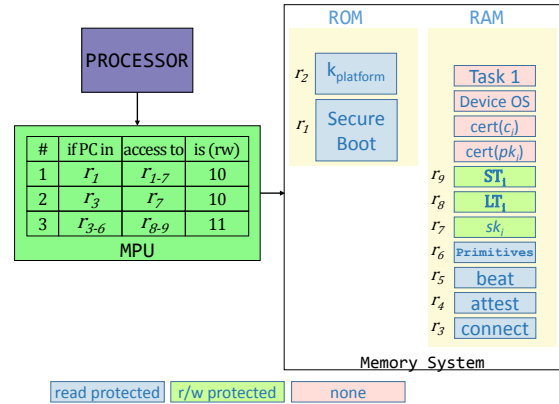 ROM
RAM
PROCESSOR
r2
kplatform
r1
Secure
Boot
Task 1
Device OS
cert(ci)
cert(pki)
r9
STi
r8
LTi
r7
ski
r6
Primitives
r5
beat
r4
attest
r3
connect
# if PC in access to is (rw)
1 r1 r1-7 10
2 r3 r7 10
3 r3-6 r8-9 11
MPU
Memory System
read protected
r/w protected
none